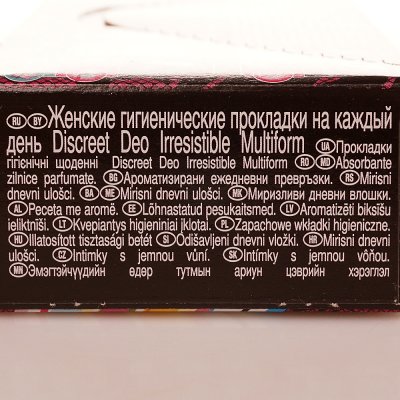 RU BY Женские гигиенические прокладки на каждый
день Discreet Deo Irresistible Multiform UA Прокладки
гігієнічні щоденні Discreet Deo Irresistible Multiform RO MD Absorbante
zilnice parfumate. BG Ароматизирани ежедневни превръзки. RS Mirisni
dnevni ulošci. BA ME Mirisni dnevni ulošci. MK Миризливи дневни влошки.
AL Peceta me aromë. EE Lõhnastatud pesukaitsmed. LV Aromatizēti biksīšu
ieliktnīši. LT Kvepiantys higieniniai įklotai. PL Zapachowe wkładki higieniczne.
HU Illatosított tisztasági betét SI Odišavljeni dnevni vložki. HR Mirisni dnevni
ulošci. CZ Intimky s jemnou vůní. SK Intímky s jemnou vôňou.
MN Эмэгтэйчүүдийн өдөр тутмын ариун цэврийн хэрэглэл